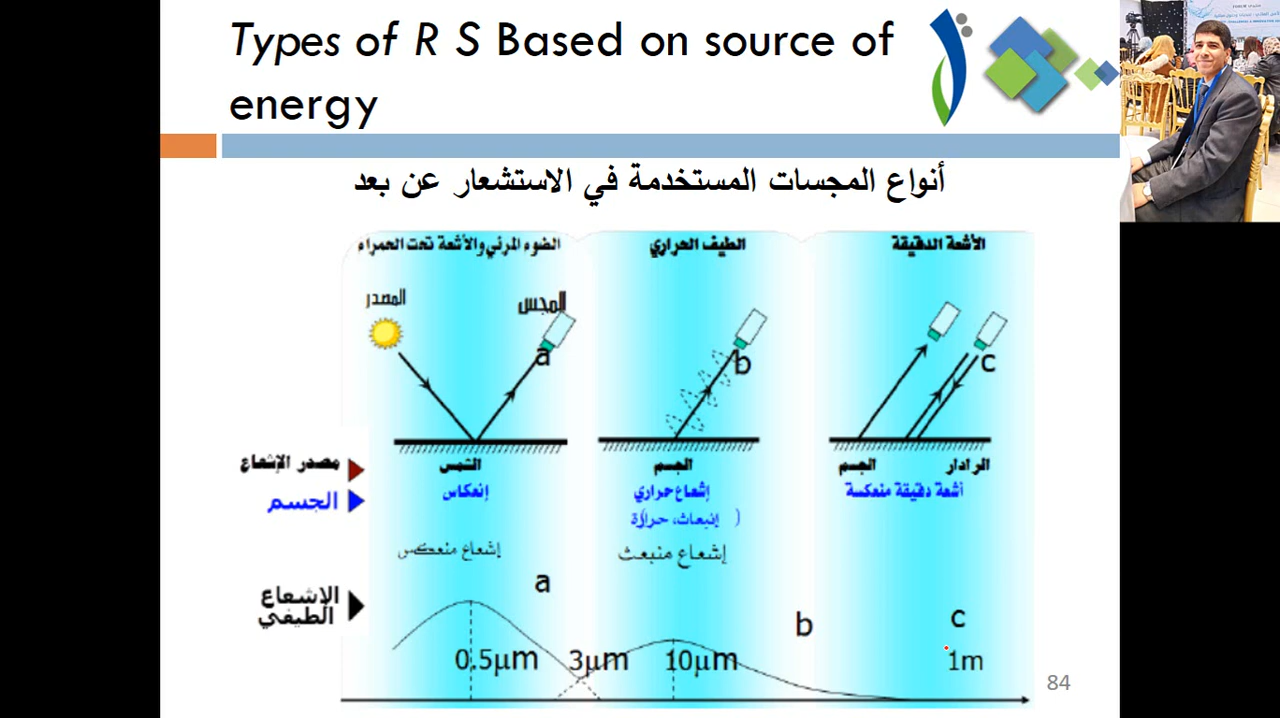 Types of R S Based on source of
energy
أنواع المجسات المستخدمة في الاستشعار عن بعد
الضوء المرئي والأشعة تحت الحمراء
الطيف الحراري
الأشعة الدقيقة
المصدر
المجس
a
b
c
مصدر الإشعاع
الشمس
الجسم
الجسم
الرادار
الجسم
إنعكاس
إشعاع حراري
أشعة دقيقة منعكسة
( إنبعاث، حرارة )
إشعاع منعكس
إشعاع منبعث
الإشعاع
الطيفي
a
b
c
0.5μm
3μm
10μm
1m
84